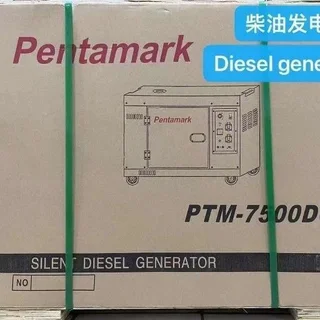 柴油发电
Diesel gene
Pentamark
Pentamark
PTM-7500D
SILENT DIESEL GENERATOR
NO